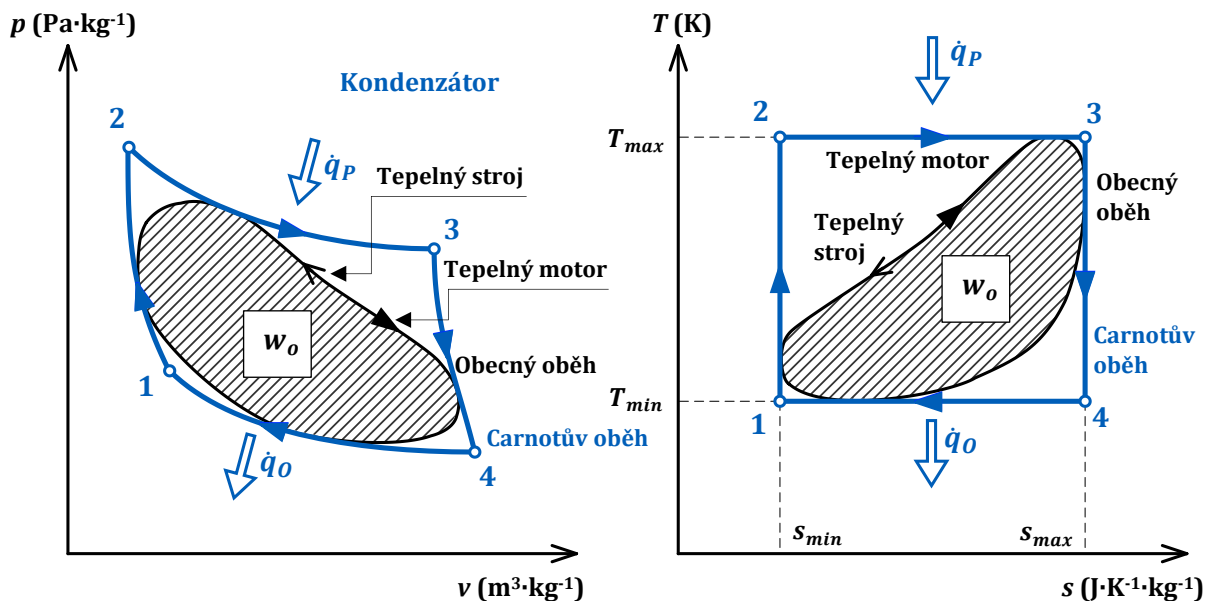 p (Pa·kg⁻¹)
Kondenzátor
2
q̇P
Tepelný stroj
3
Tepelný motor
wo
Obecný oběh
1
Carnotův oběh
q̇O
4
v (m³·kg⁻¹)
T (K)
q̇P
2
3
Tmax
Tepelný motor
Obecný
oběh
Tepelný
stroj
wo
Carnotův
oběh
Tmin
1
4
q̇O
smin
smax
s (J·K⁻¹·kg⁻¹)